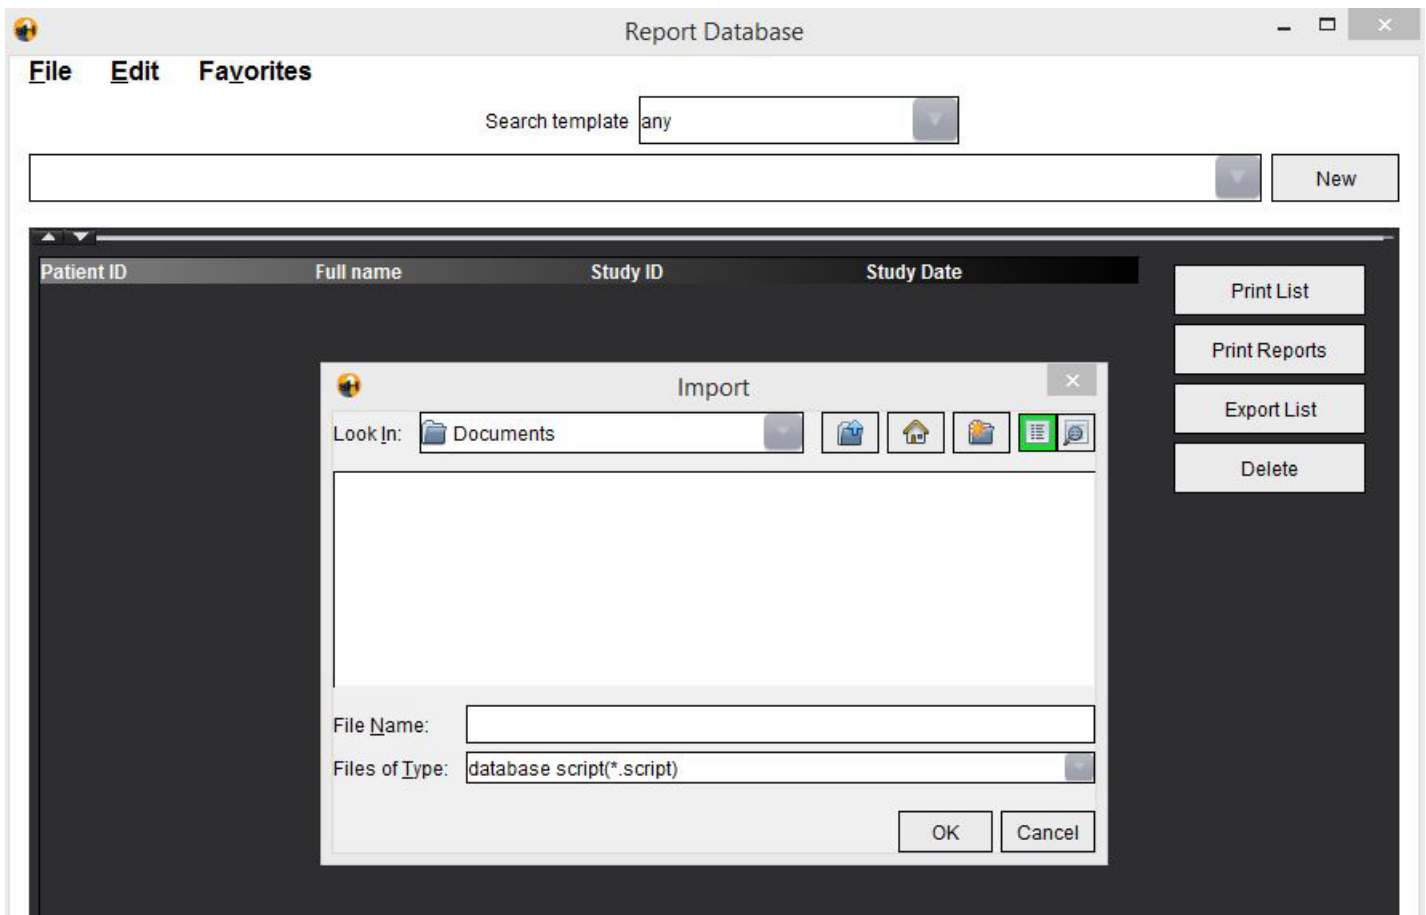 Report Database
File Edit Favorites
Search template any
New
Patient ID Full name Study ID Study Date
Print List
Print Reports
Export List
Delete
Import
Look In: Documents
File Name:
Files of Type: database script(*.script)
OK Cancel